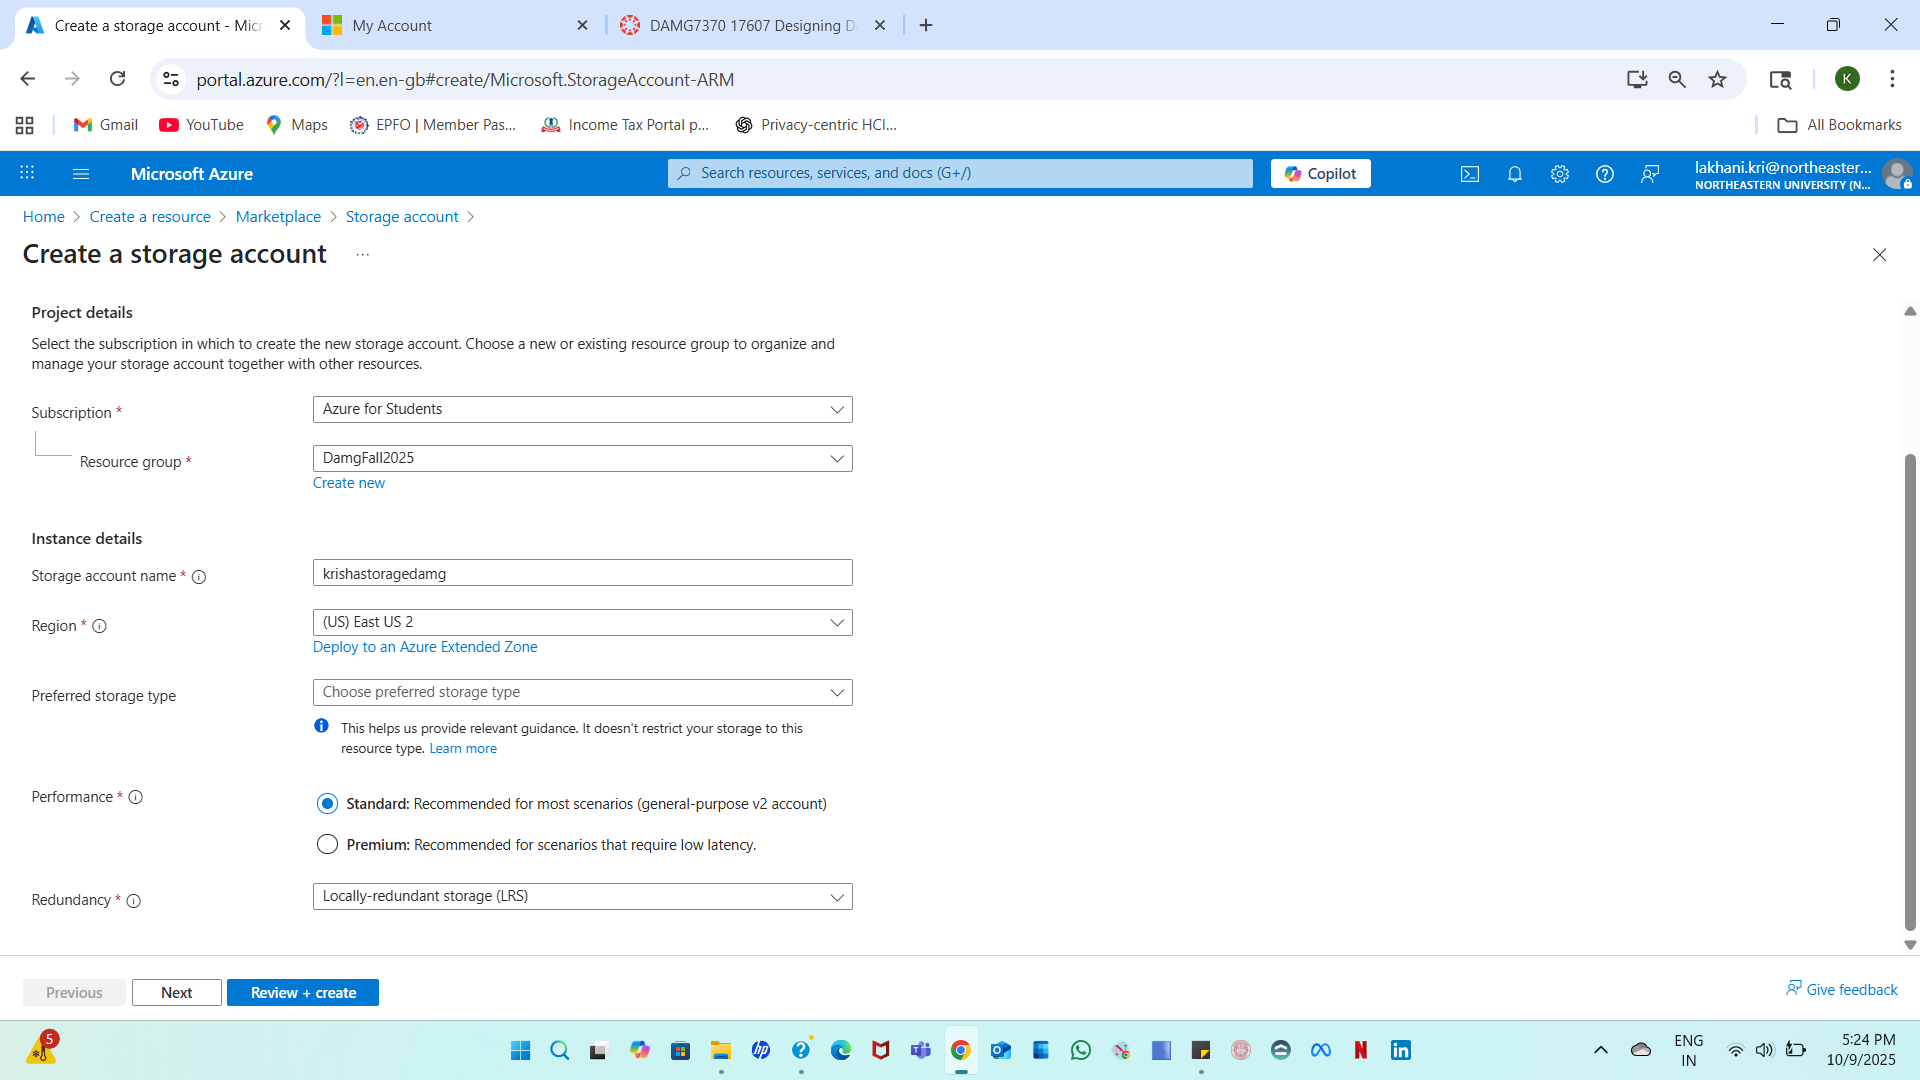 Create a storage account - Micr
My Account
DAMG7370 17607 Designing D
portal.azure.com/?l=en.en-gb#create/Microsoft.StorageAccount-ARM
K
Gmail
YouTube
Maps
EPFO | Member Pas...
Income Tax Portal p...
Privacy-centric HCI...
All Bookmarks
Microsoft Azure
Search resources, services, and docs (G+/)
Copilot
lakhani.kri@northeaster...
NORTHEASTERN UNIVERSITY (N...
Home > Create a resource > Marketplace > Storage account >
Create a storage account ...
Project details
Select the subscription in which to create the new storage account. Choose a new or existing resource group to organize and
manage your storage account together with other resources.
Subscription *
Azure for Students
Resource group *
DamgFall2025
Create new
Instance details
Storage account name *
krishastoragedamg
Region *
(US) East US 2
Deploy to an Azure Extended Zone
Preferred storage type
Choose preferred storage type
This helps us provide relevant guidance. It doesn't restrict your storage to this
resource type. Learn more
Performance *
Standard: Recommended for most scenarios (general-purpose v2 account)
Premium: Recommended for scenarios that require low latency.
Redundancy *
Locally-redundant storage (LRS)
Previous
Next
Review + create
Give feedback
5
ENG
IN
5:24 PM
10/9/2025